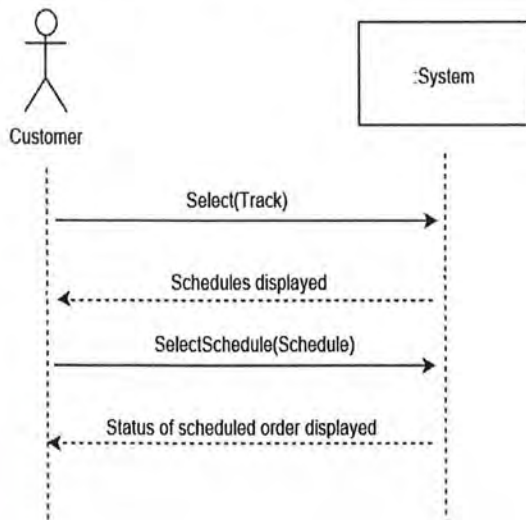 :System
Customer
Select(Track)
Schedules displayed
SelectSchedule(Schedule)
Status of scheduled order displayed